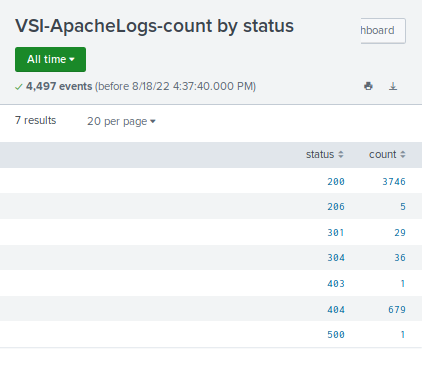 VSI-ApacheLogs-count by status
hboard
All time
4,497 events (before 8/18/22 4:37:40.000 PM)
7 results 20 per page
status count
200 3746
206 5
301 29
304 36
403 1
404 679
500 1